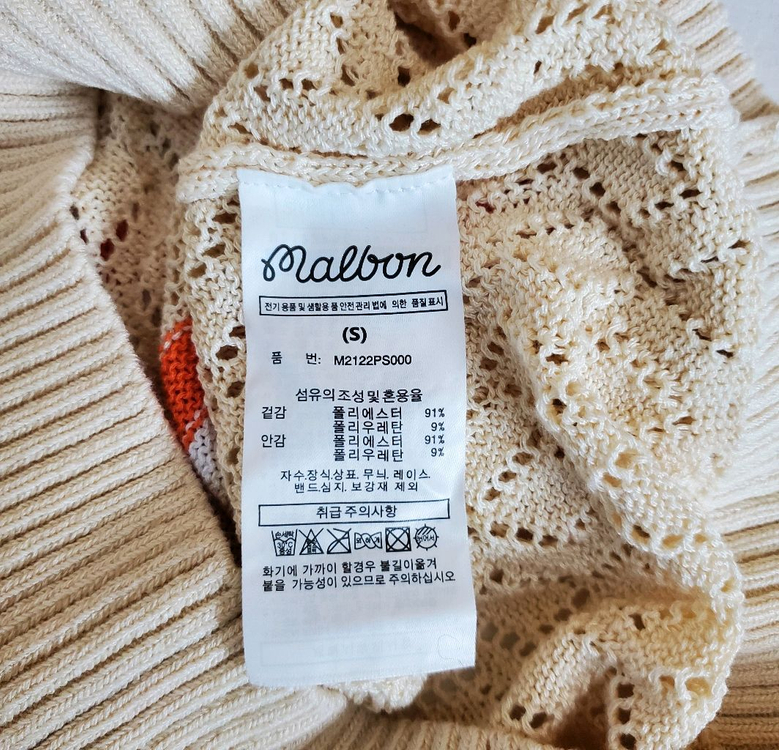 malbon
전기용품 및 생활용품 안전관리법에 의한 품질표시
(S)
품 번: M2122PS000
섬유의 조성 및 혼용율
겉감 폴리에스터 91%
폴리우레탄 9%
안감 폴리에스터 91%
폴리우레탄 9%
자수.장식.상표. 무늬. 레이스.
밴드.심지. 보강재 제외
취급주의사항
손세탁 30℃ 중성
화기에 가까이 할경우 불길이옮겨
붙을 가능성이 있으므로 주의하십시오